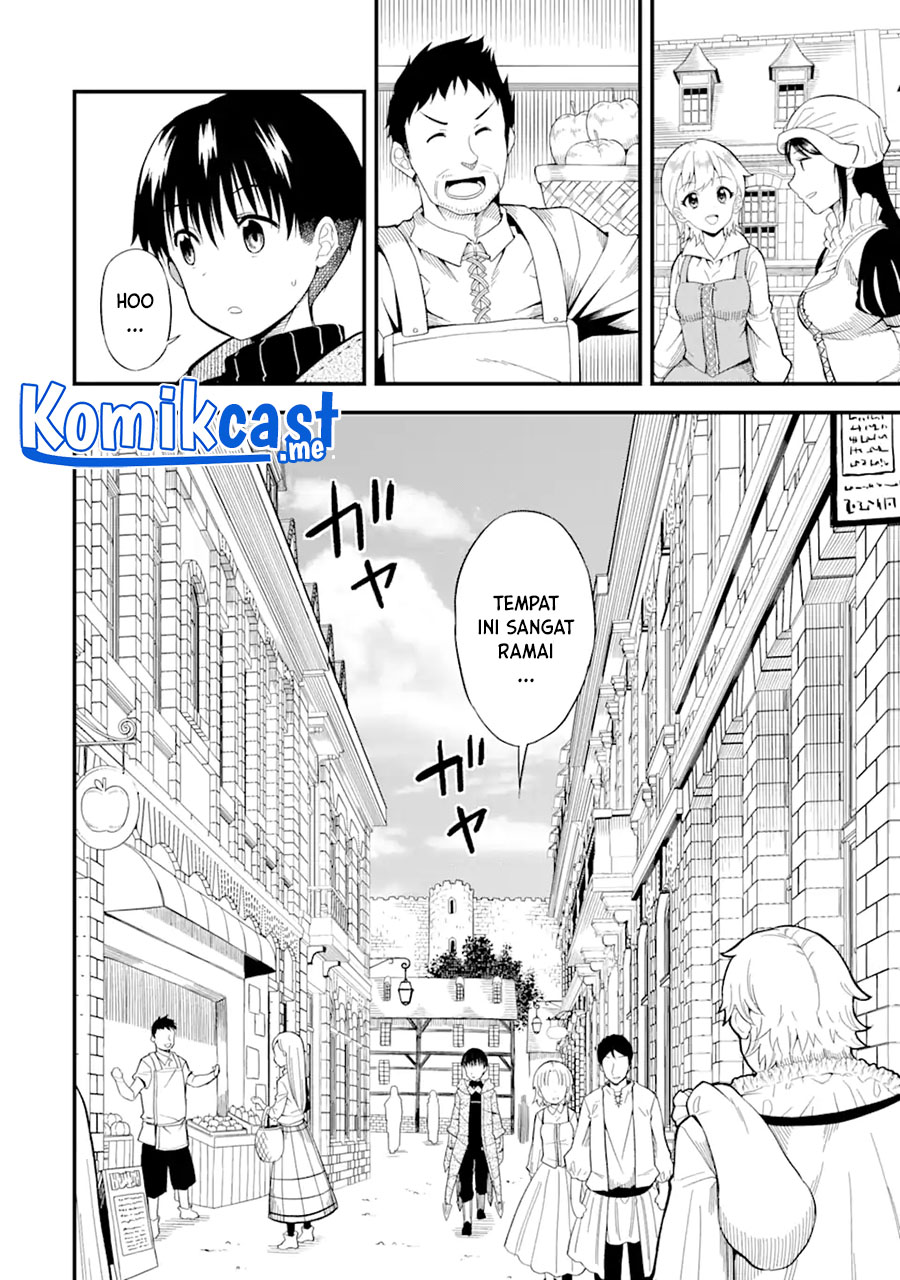 HOO
...
Komikcast
.me
TEMPAT
INI SANGAT
RAMAI
...
ガヤ
ガヤ